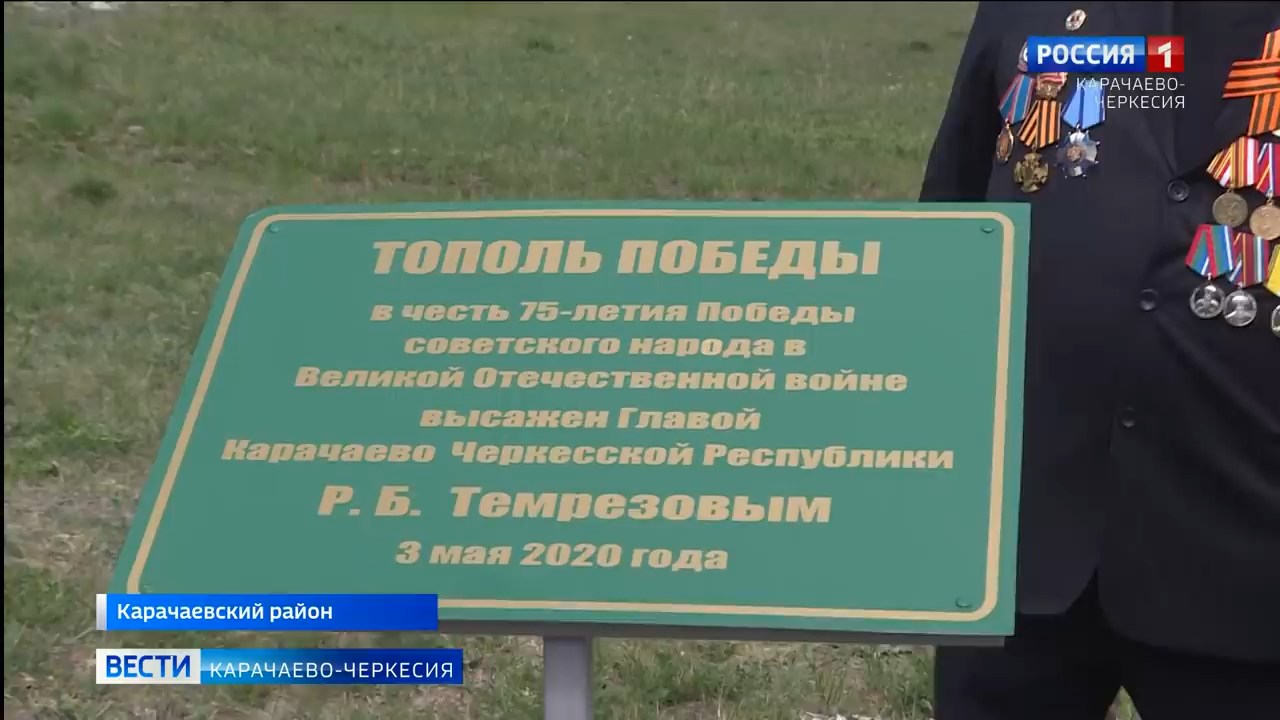 РОССИЯ 1
КАРАЧАЕВО-
ЧЕРКЕСИЯ
ТОПОЛЬ ПОБЕДЫ
в честь 75-летия Победы
советского народа в
Великой Отечественной войне
высажен Главой
Карачаево Черкесской Республики
Р. Б. Темрезовым
3 мая 2020 года
Карачаевский район
ВЕСТИ КАРАЧАЕВО-ЧЕРКЕСИЯ